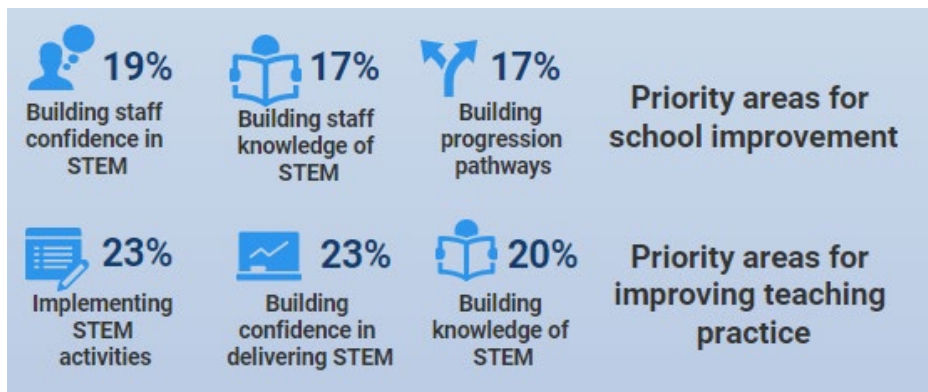 19%
Building staff
confidence in
STEM
17%
Building staff
knowledge of
STEM
17%
Building
progression
pathways
Priority areas for
school improvement
23%
Implementing
STEM
activities
23%
Building
confidence in
delivering STEM
20%
Building
knowledge of
STEM
Priority areas for
improving teaching
practice